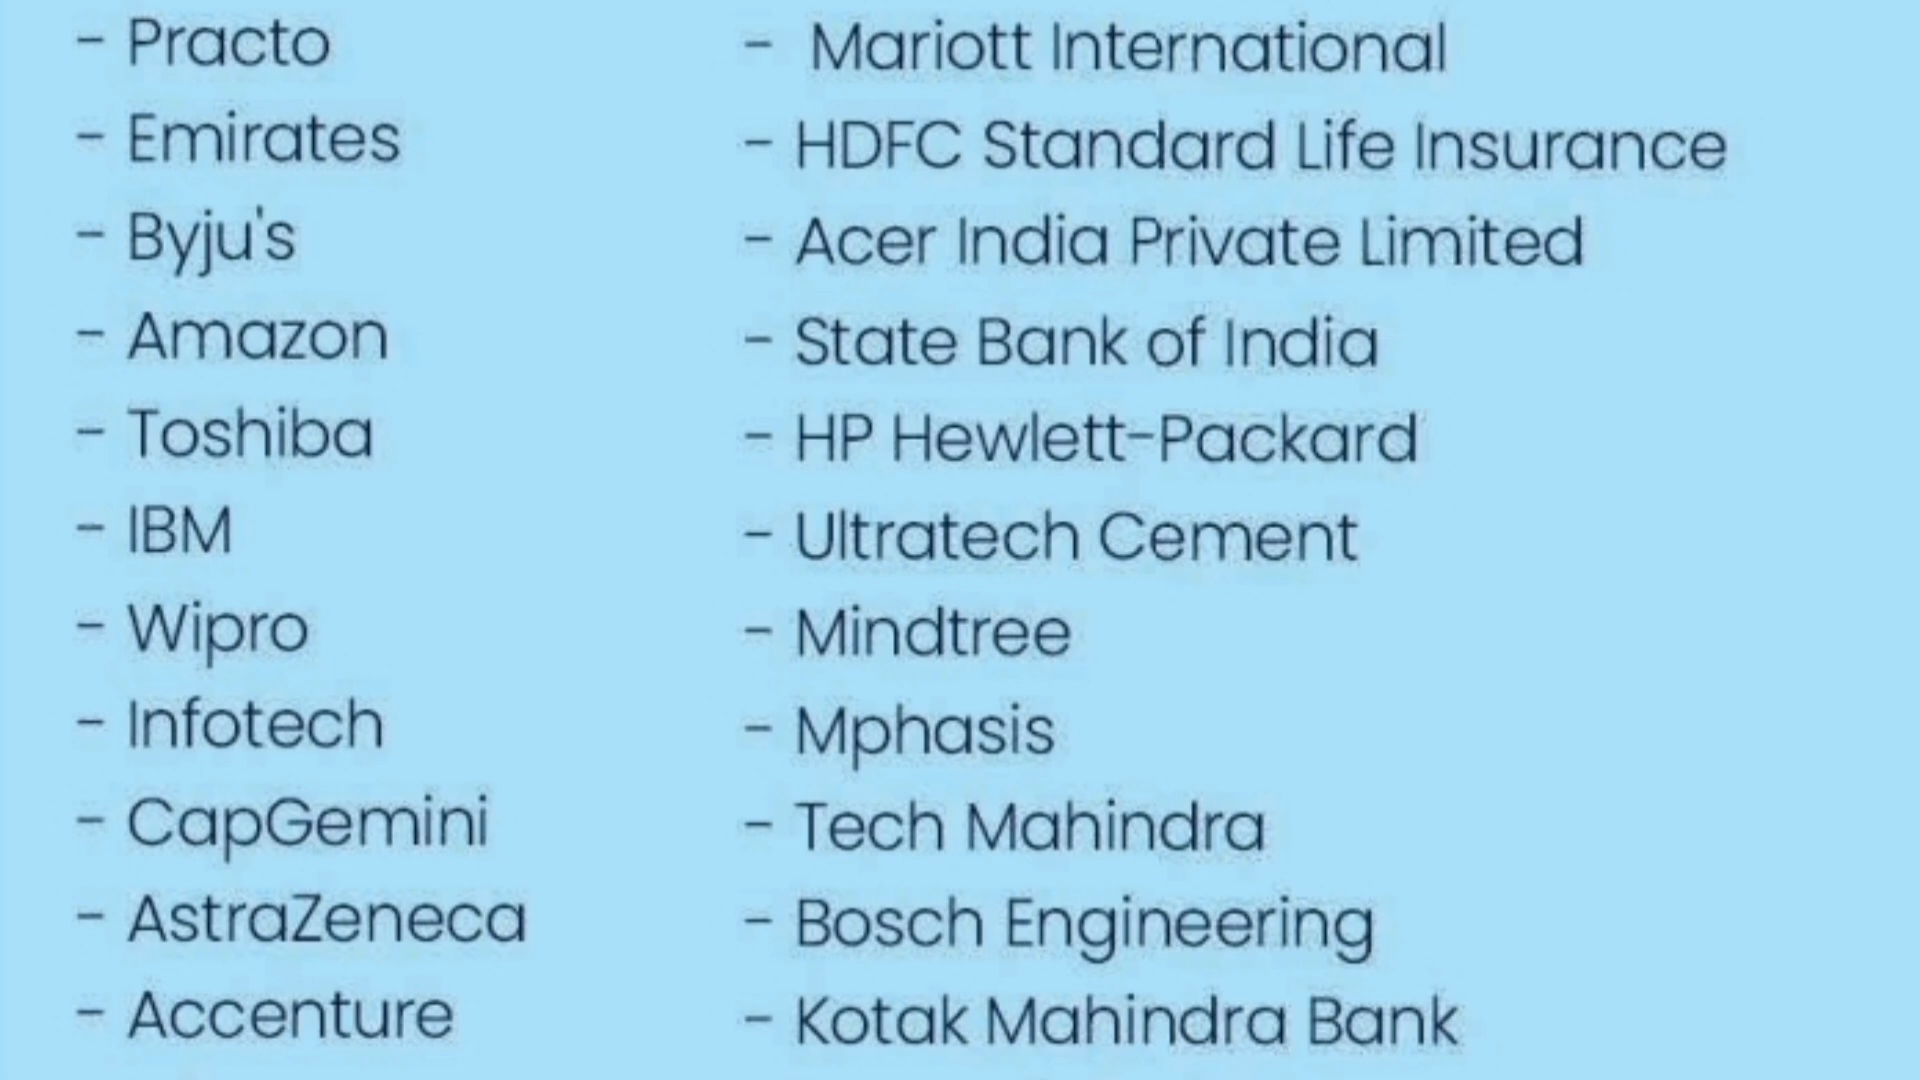 - Practo
- Emirates
- Byju's
- Amazon
- Toshiba
- IBM
- Wipro
- Infotech
- CapGemini
- AstraZeneca
- Accenture
- Mariott International
- HDFC Standard Life Insurance
- Acer India Private Limited
- State Bank of India
- HP Hewlett-Packard
- Ultratech Cement
- Mindtree
- Mphasis
- Tech Mahindra
- Bosch Engineering
- Kotak Mahindra Bank